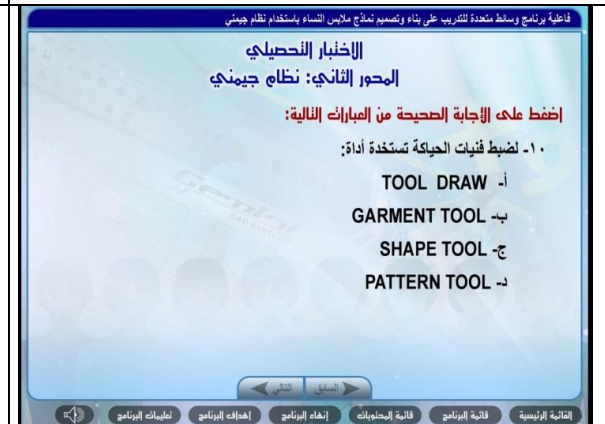 فاعلية برنامج وسائط متعددة للتدريب على بناء وتصميم نماذج ملابس النساء باستخدام نظام جيمني
الاختبار التحصيلي
المحور الثاني: نظام جيمني
اضغط على الإجابة الصحيحة من العبارات التالية:
١٠- لضبط فنيات الحياكة تستخدة أداة:
أ- TOOL DRAW
ب- GARMENT TOOL
ج- SHAPE TOOL
د- PATTERN TOOL
السابق التالي
القائمة الرئيسية قائمة البرنامج قائمة المحتويات إنهاء البرنامج أهداف البرنامج تعليمات البرنامج